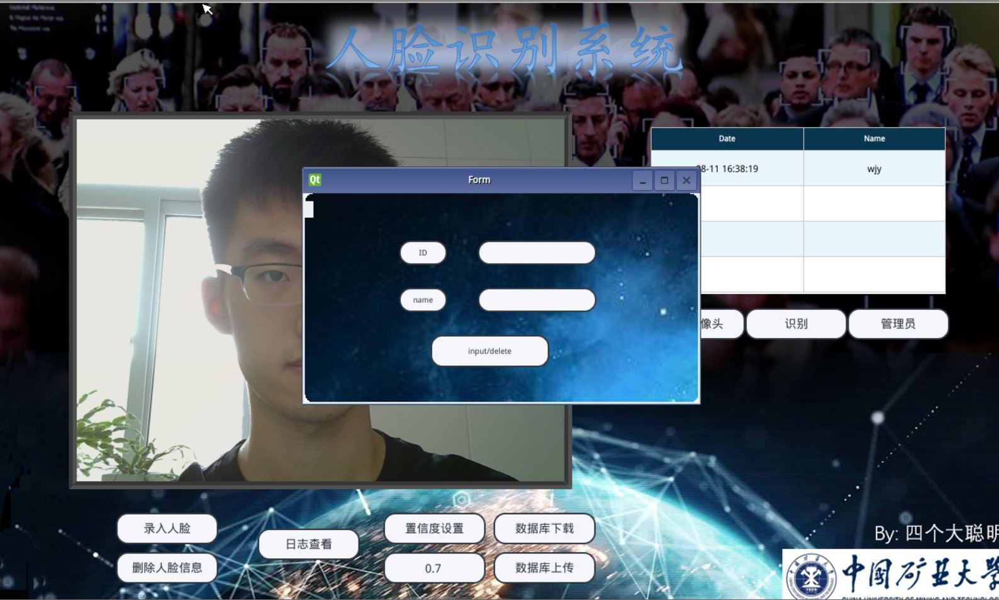 人脸识别系统
Date Name
8-11 16:38:19 wjy
Qt Form
ID
name
input/delete
像头 识别 管理员
录入人脸 置信度设置 数据库下载
日志查看
删除人脸信息 0.7 数据库上传
By: 四个大聪明
中国矿业大学